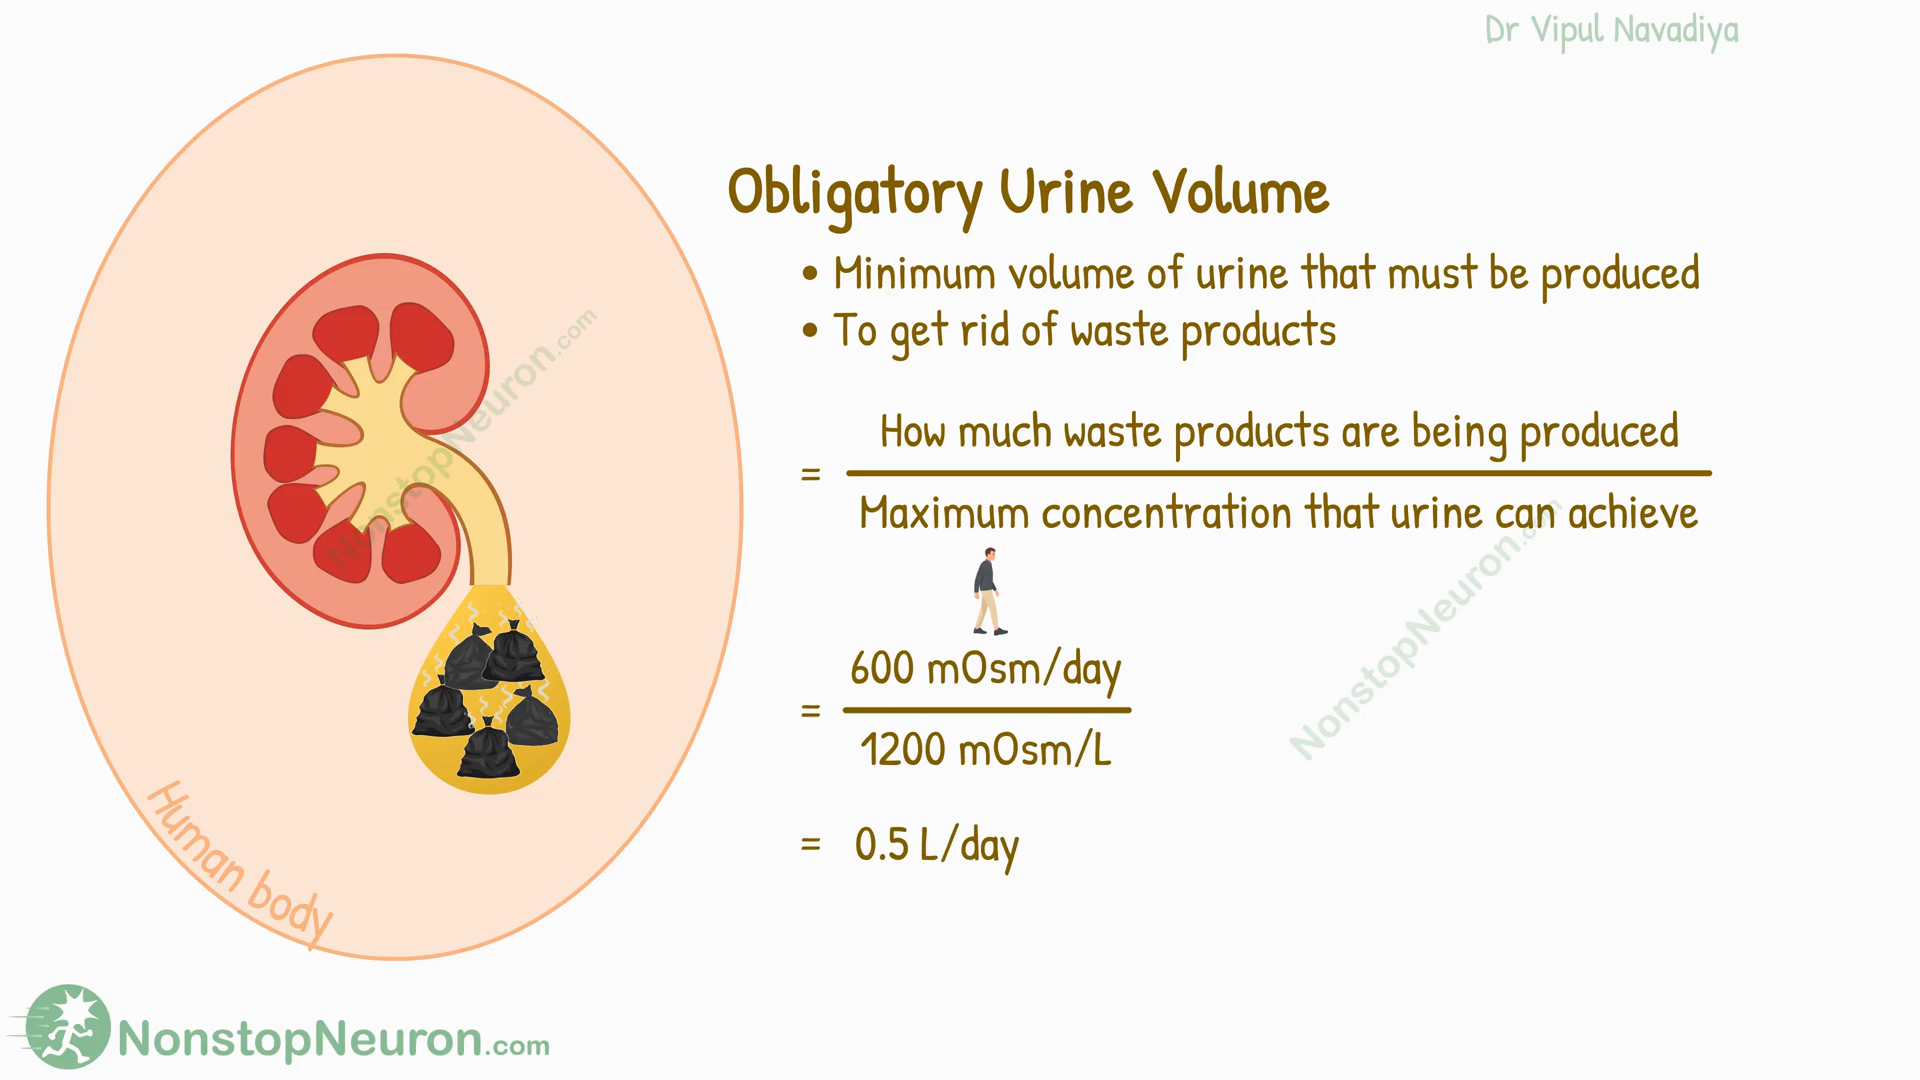 Dr Vipul Navadiya
Obligatory Urine Volume
• Minimum volume of urine that must be produced
• To get rid of waste products
= How much waste products are being produced
Maximum concentration that urine can achieve
600 mOsm/day
=
1200 mOsm/L
= 0.5 L/day
Human body
NonstopNeuron.com
NonstopNeuron.com
NonstopNeuron.com